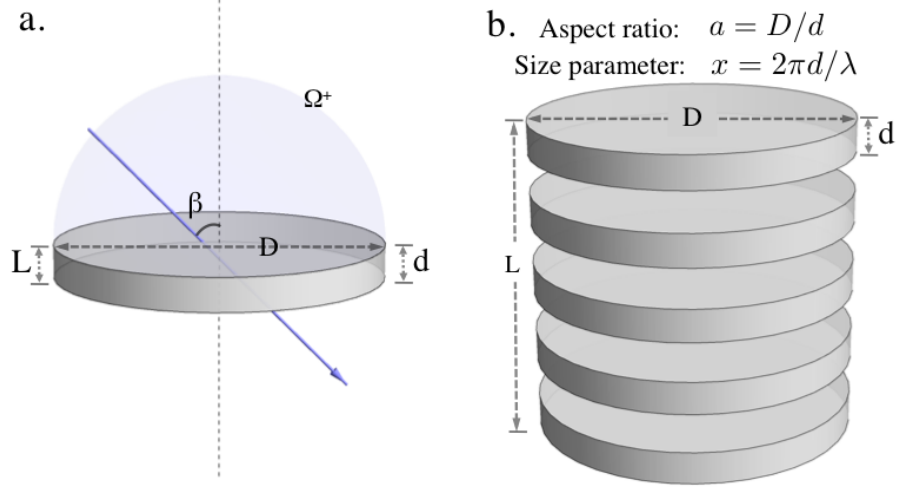 a.
Ω⁺
β
D
L
d
b. Aspect ratio: a = D/d
Size parameter: x = 2πd/λ
D
d
L